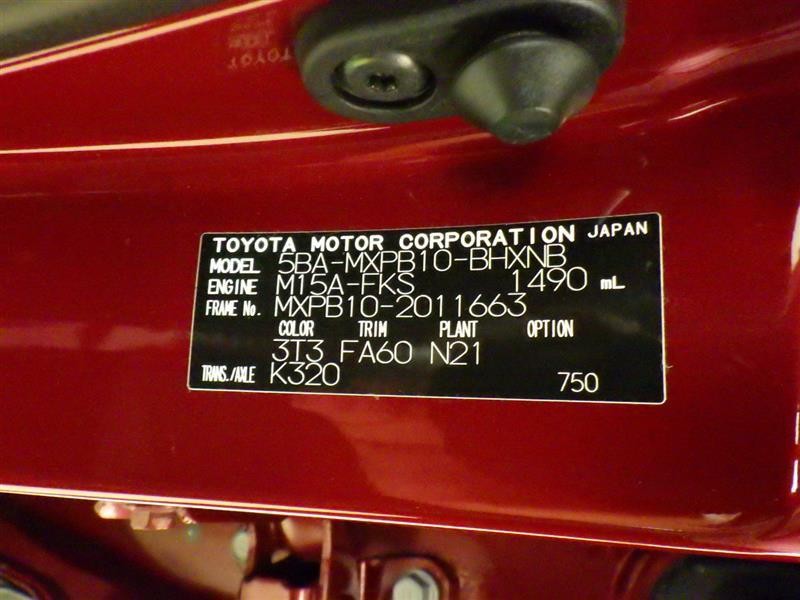 TOYOTA MOTOR CORPORATION JAPAN
MODEL 5BA-MXPB10-BHXNB
ENGINE M15A-FKS 1490 mL
FRAME No. MXPB10-2011663
COLOR TRIM PLANT OPTION
3T3 FA60 N21
TRANS./AXLE K320 750